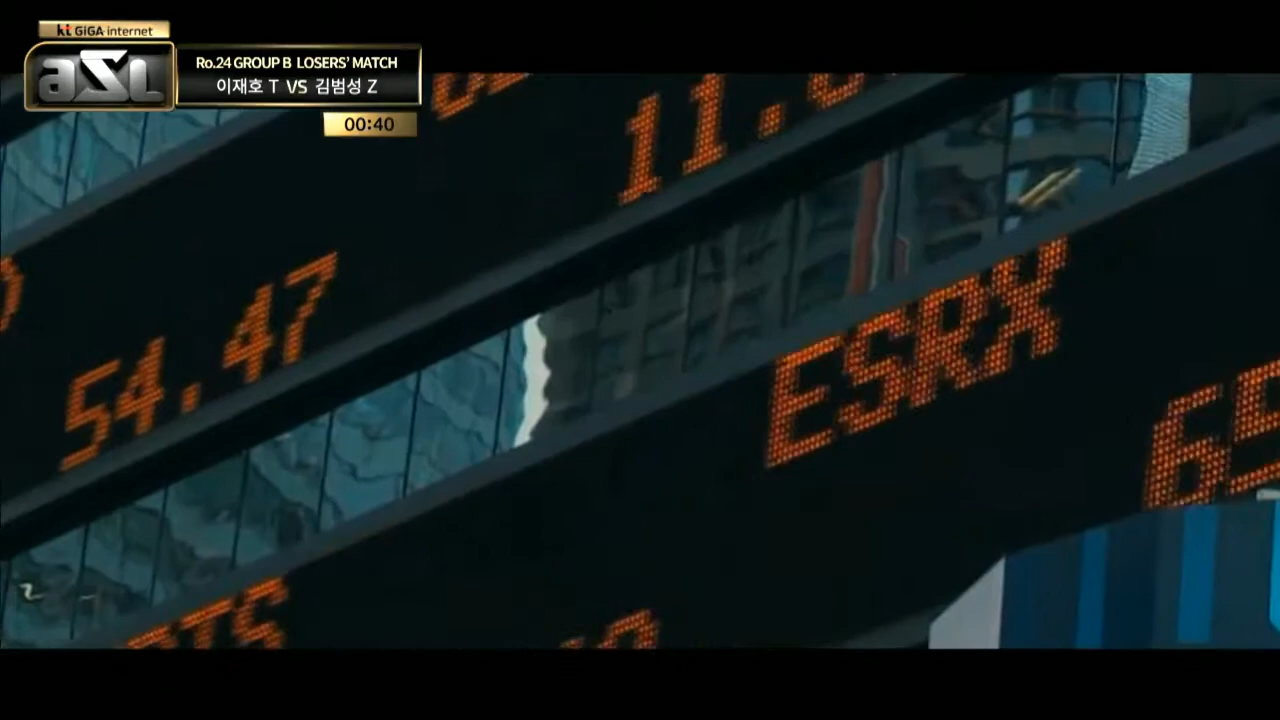 kt GiGA internet
aSL
Ro.24 GROUP B LOSERS' MATCH
이재호 T VS 김범성 Z
00:40
54.47
ESRX